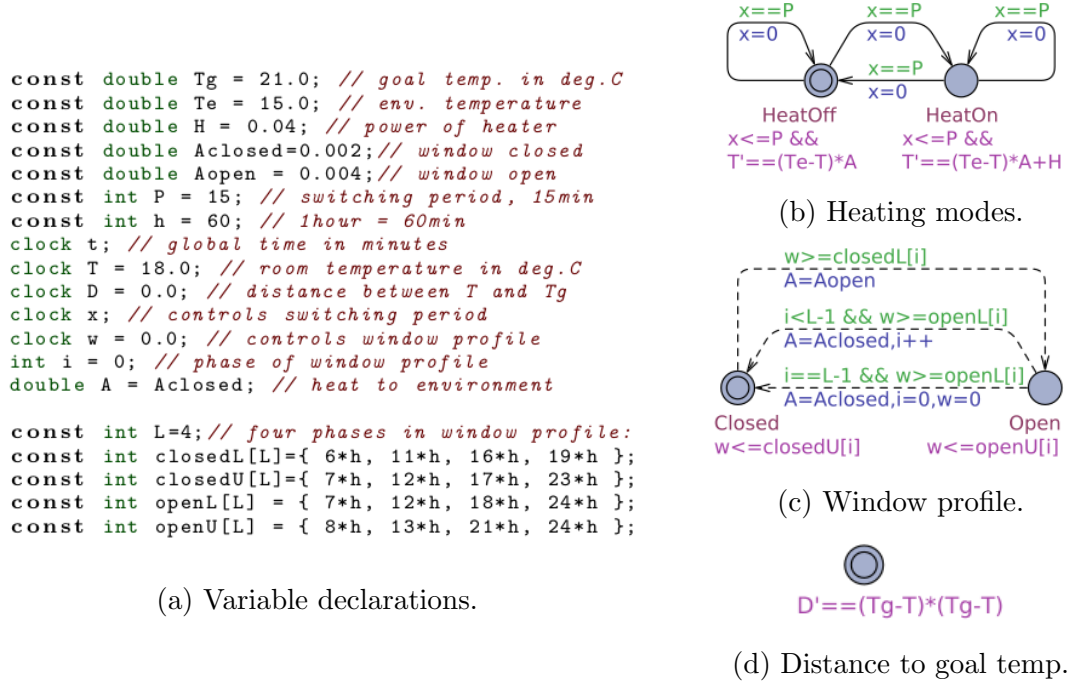 const double Tg = 21.0; // goal temp. in deg.C
const double Te = 15.0; // env. temperature
const double H = 0.04; // power of heater
const double Aclosed=0.002;// window closed
const double Aopen = 0.004;// window open
const int P = 15; // switching period, 15min
const int h = 60; // 1hour = 60min
clock t; // global time in minutes
clock T = 18.0; // room temperature in deg.C
clock D = 0.0; // distance between T and Tg
clock x; // controls switching period
clock w = 0.0; // controls window profile
int i = 0; // phase of window profile
double A = Aclosed; // heat to environment
const int L=4;// four phases in window profile:
const int closedL[L]={ 6*h, 11*h, 16*h, 19*h };
const int closedU[L]={ 7*h, 12*h, 17*h, 23*h };
const int openL[L] = { 7*h, 12*h, 18*h, 24*h };
const int openU[L] = { 8*h, 13*h, 21*h, 24*h };
(a) Variable declarations.
x==P x==P x==P
x=0 x=0 x=0
x==P
x=0
HeatOff HeatOn
x<=P && x<=P &&
T'==(Te-T)*A T'==(Te-T)*A+H
(b) Heating modes.
w>=closedL[i]
A=Aopen
i<L-1 && w>=openL[i]
A=Aclosed,i++
i==L-1 && w>=openL[i]
A=Aclosed,i=0,w=0
Closed Open
w<=closedU[i] w<=openU[i]
(c) Window profile.
D'==(Tg-T)*(Tg-T)
(d) Distance to goal temp.